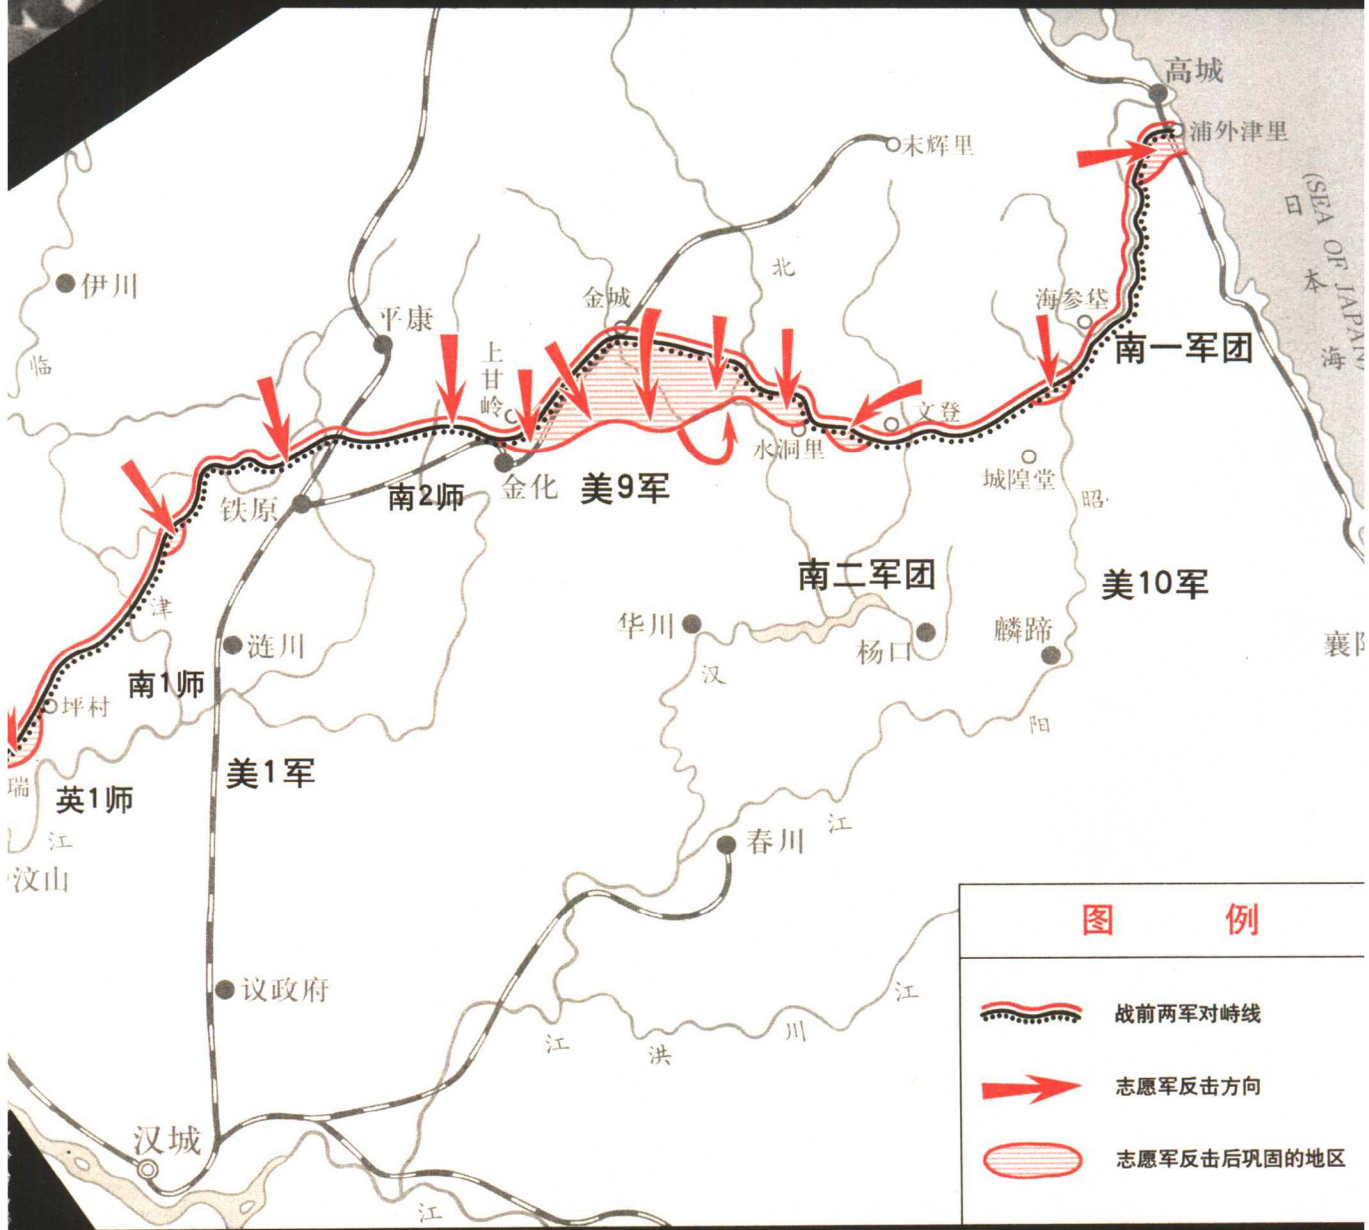 高城
浦外津里
末辉里
(SEA OF JAPAN)
日
本
海
伊川
临
北
金城
平康
海参垈
上
甘
岭
南一军团
文登
水洞里
城隍堂
铁原
南2师
金化
美9军
昭
南二军团
美10军
津
涟川
华川
杨口
麟蹄
襄阳
南1师
汉
坪村
阳
美1军
瑞
英1师
江
江
春川
汶山
图 例
议政府
江
战前两军对峙线
江
洪
川
志愿军反击方向
汉城
志愿军反击后巩固的地区
江